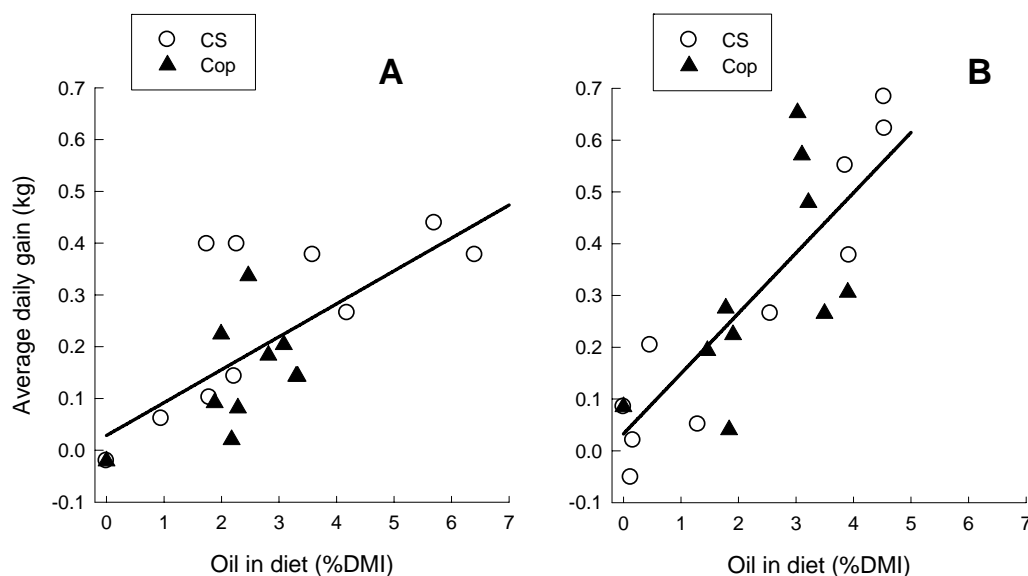 CS
Cop
A
0.7
0.6
0.5
0.4
0.3
0.2
0.1
0.0
-0.1
Average daily gain (kg)
0 1 2 3 4 5 6 7
Oil in diet (%DMI)
CS
Cop
B
0.7
0.6
0.5
0.4
0.3
0.2
0.1
0.0
-0.1
0 1 2 3 4 5 6 7
Oil in diet (%DMI)